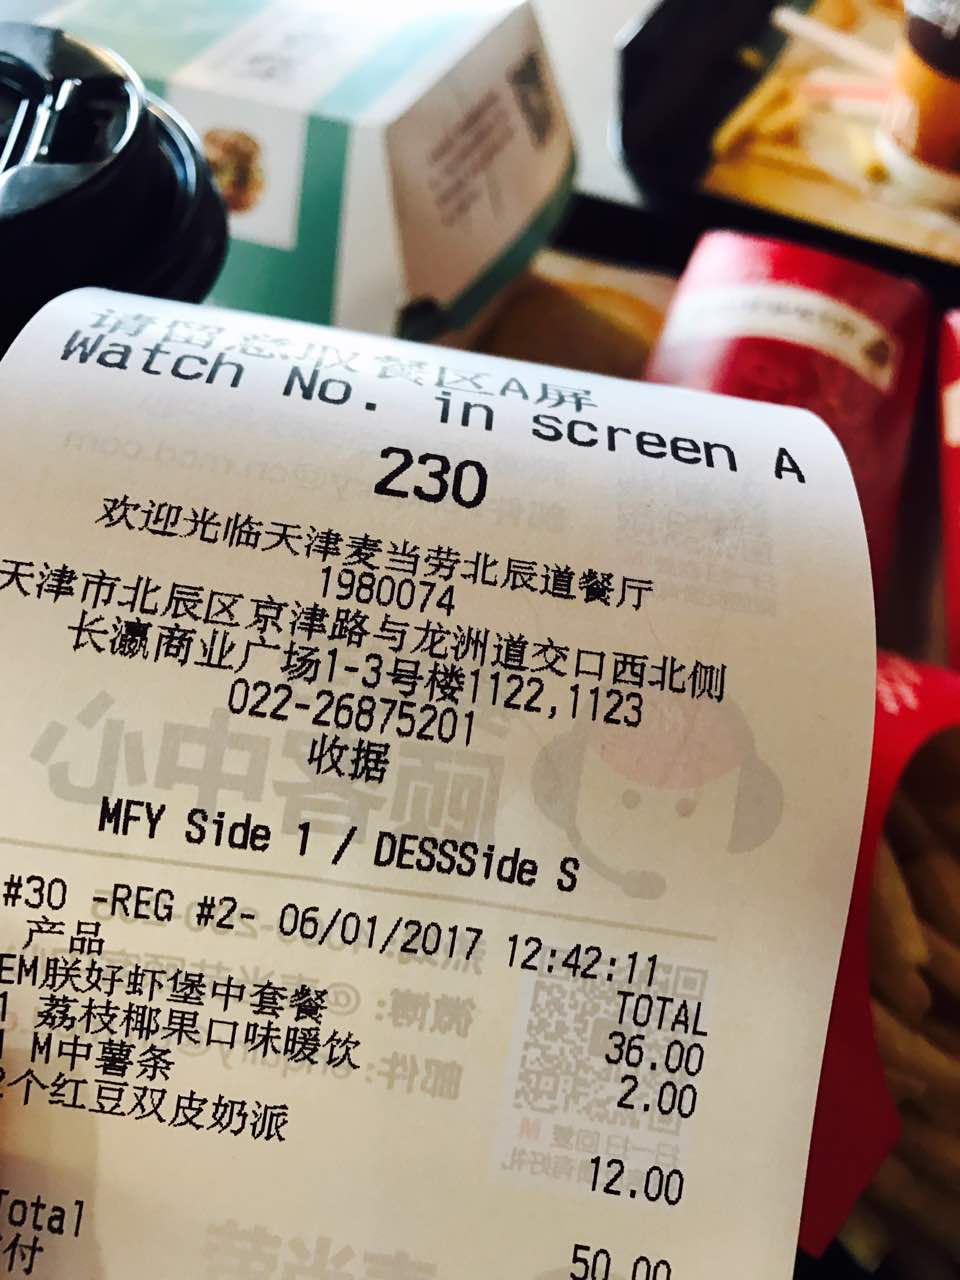 请留意取餐区A屏
Watch No. in screen A
230
欢迎光临天津麦当劳北辰道餐厅
1980074
天津市北辰区京津路与龙洲道交口西北侧
长瀛商业广场1-3号楼1122,1123
022-26875201
收据
MFY Side 1 / DESSSide S
#30 -REG #2- 06/01/2017 12:42:11
产品 TOTAL
EM朕好虾堡中套餐 36.00
1 荔枝椰果口味暖饮 2.00
1 M中薯条
2个红豆双皮奶派 12.00
Total 50.00
付